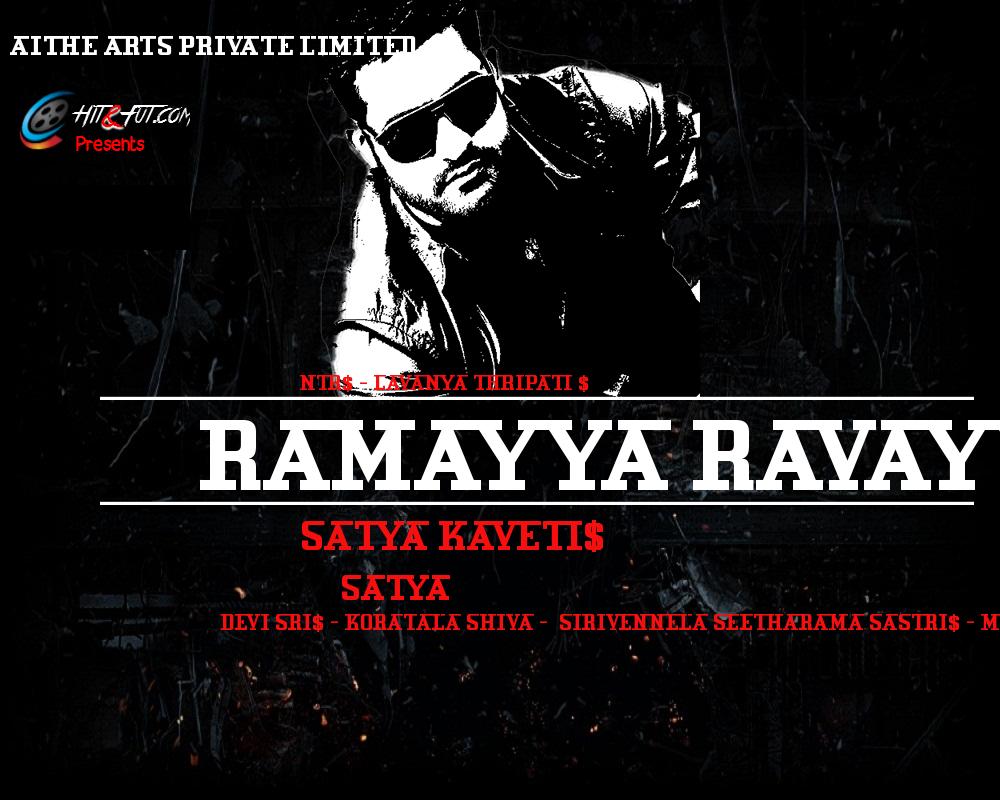 AITHE ARTS PRIVATE LIMITED
HIT&FUT.COM
Presents
NTR$ - LAVANYA THRIPATI $
RAMAYYA RAVAY
SATYA KAVETI$
SATYA
DEVI SRI$ - KORATALA SHIVA - SIRIVENNELA SEETHARAMA SASTRI$ - M